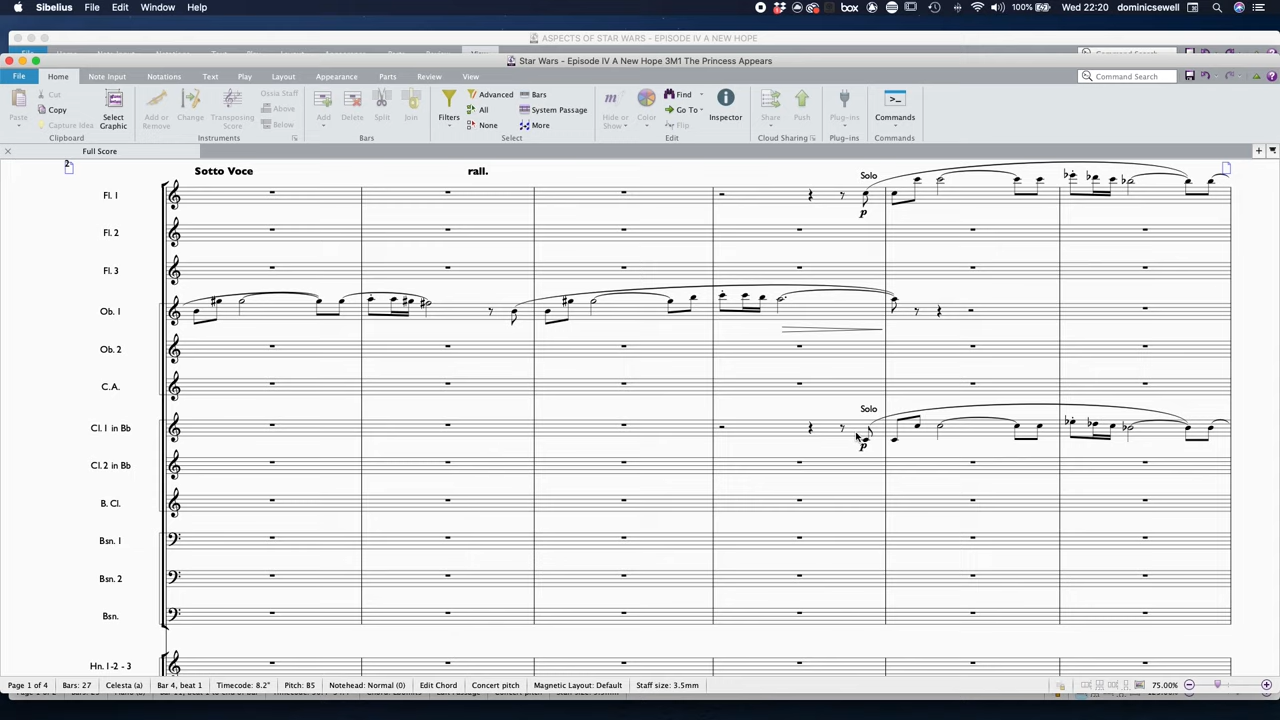 Sibelius File Edit Window Help box 100% Wed 22:20 dominicsewell
ASPECTS OF STAR WARS - EPISODE IV A NEW HOPE
Star Wars - Episode IV A New Hope 3M1 The Princess Appears
File Home Note Input Notations Text Play Layout Appearance Parts Review View Command Search
Paste Cut Copy Capture Idea Select Graphic
Add or Remove Change Transposing Score Ossia Staff Above Below
Add Delete Split Join
Filters Advanced All None Bars System Passage More
Hide or Show Color Find Go To Flip Inspector
Share Push Plug-ins Commands
Clipboard Instruments Bars Select Edit Cloud Sharing Plug-ins Commands
Full Score
2
Sotto Voce rall.
Solo
Fl. 1
p
Fl. 2
Fl. 3
Ob. 1
Ob. 2
C.A.
Solo
Cl. 1 in Bb
p
Cl. 2 in Bb
B. Cl.
Bsn. 1
Bsn. 2
Bsn.
Hn. 1-2 - 3
Page 1 of 4 Bars: 27 Celesta (a) Bar 4, beat 1 Timecode: 8.2" Pitch: B5 Notehead: Normal (0) Edit Chord Concert pitch Magnetic Layout: Default Staff size: 3.5mm 75.00%